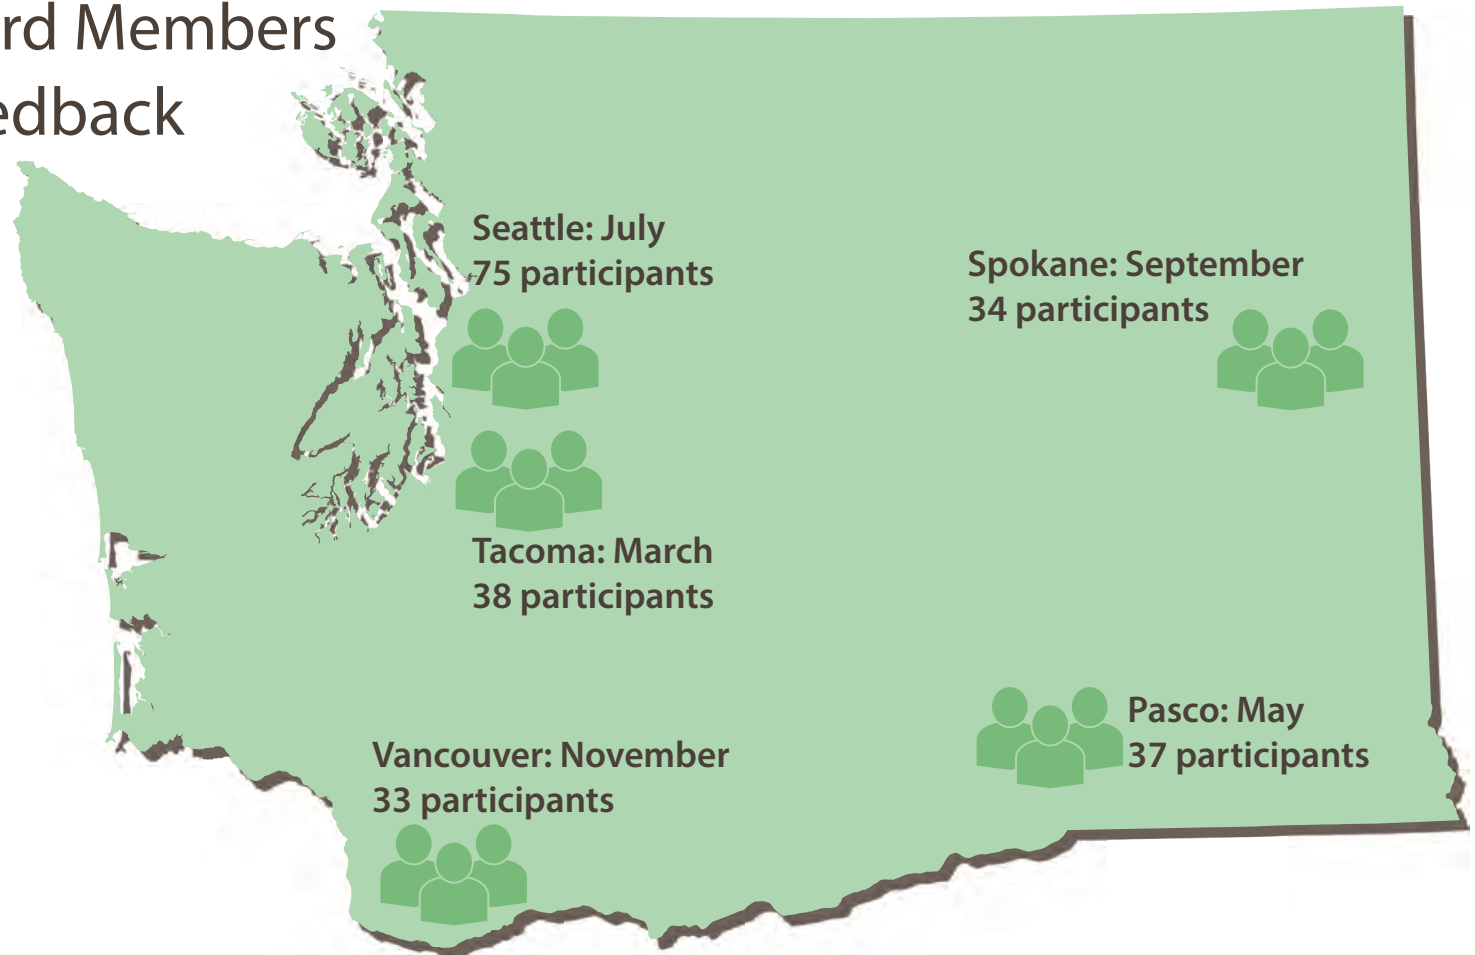 rd Members
edback
Seattle: July
75 participants
Spokane: September
34 participants
Tacoma: March
38 participants
Pasco: May
37 participants
Vancouver: November
33 participants